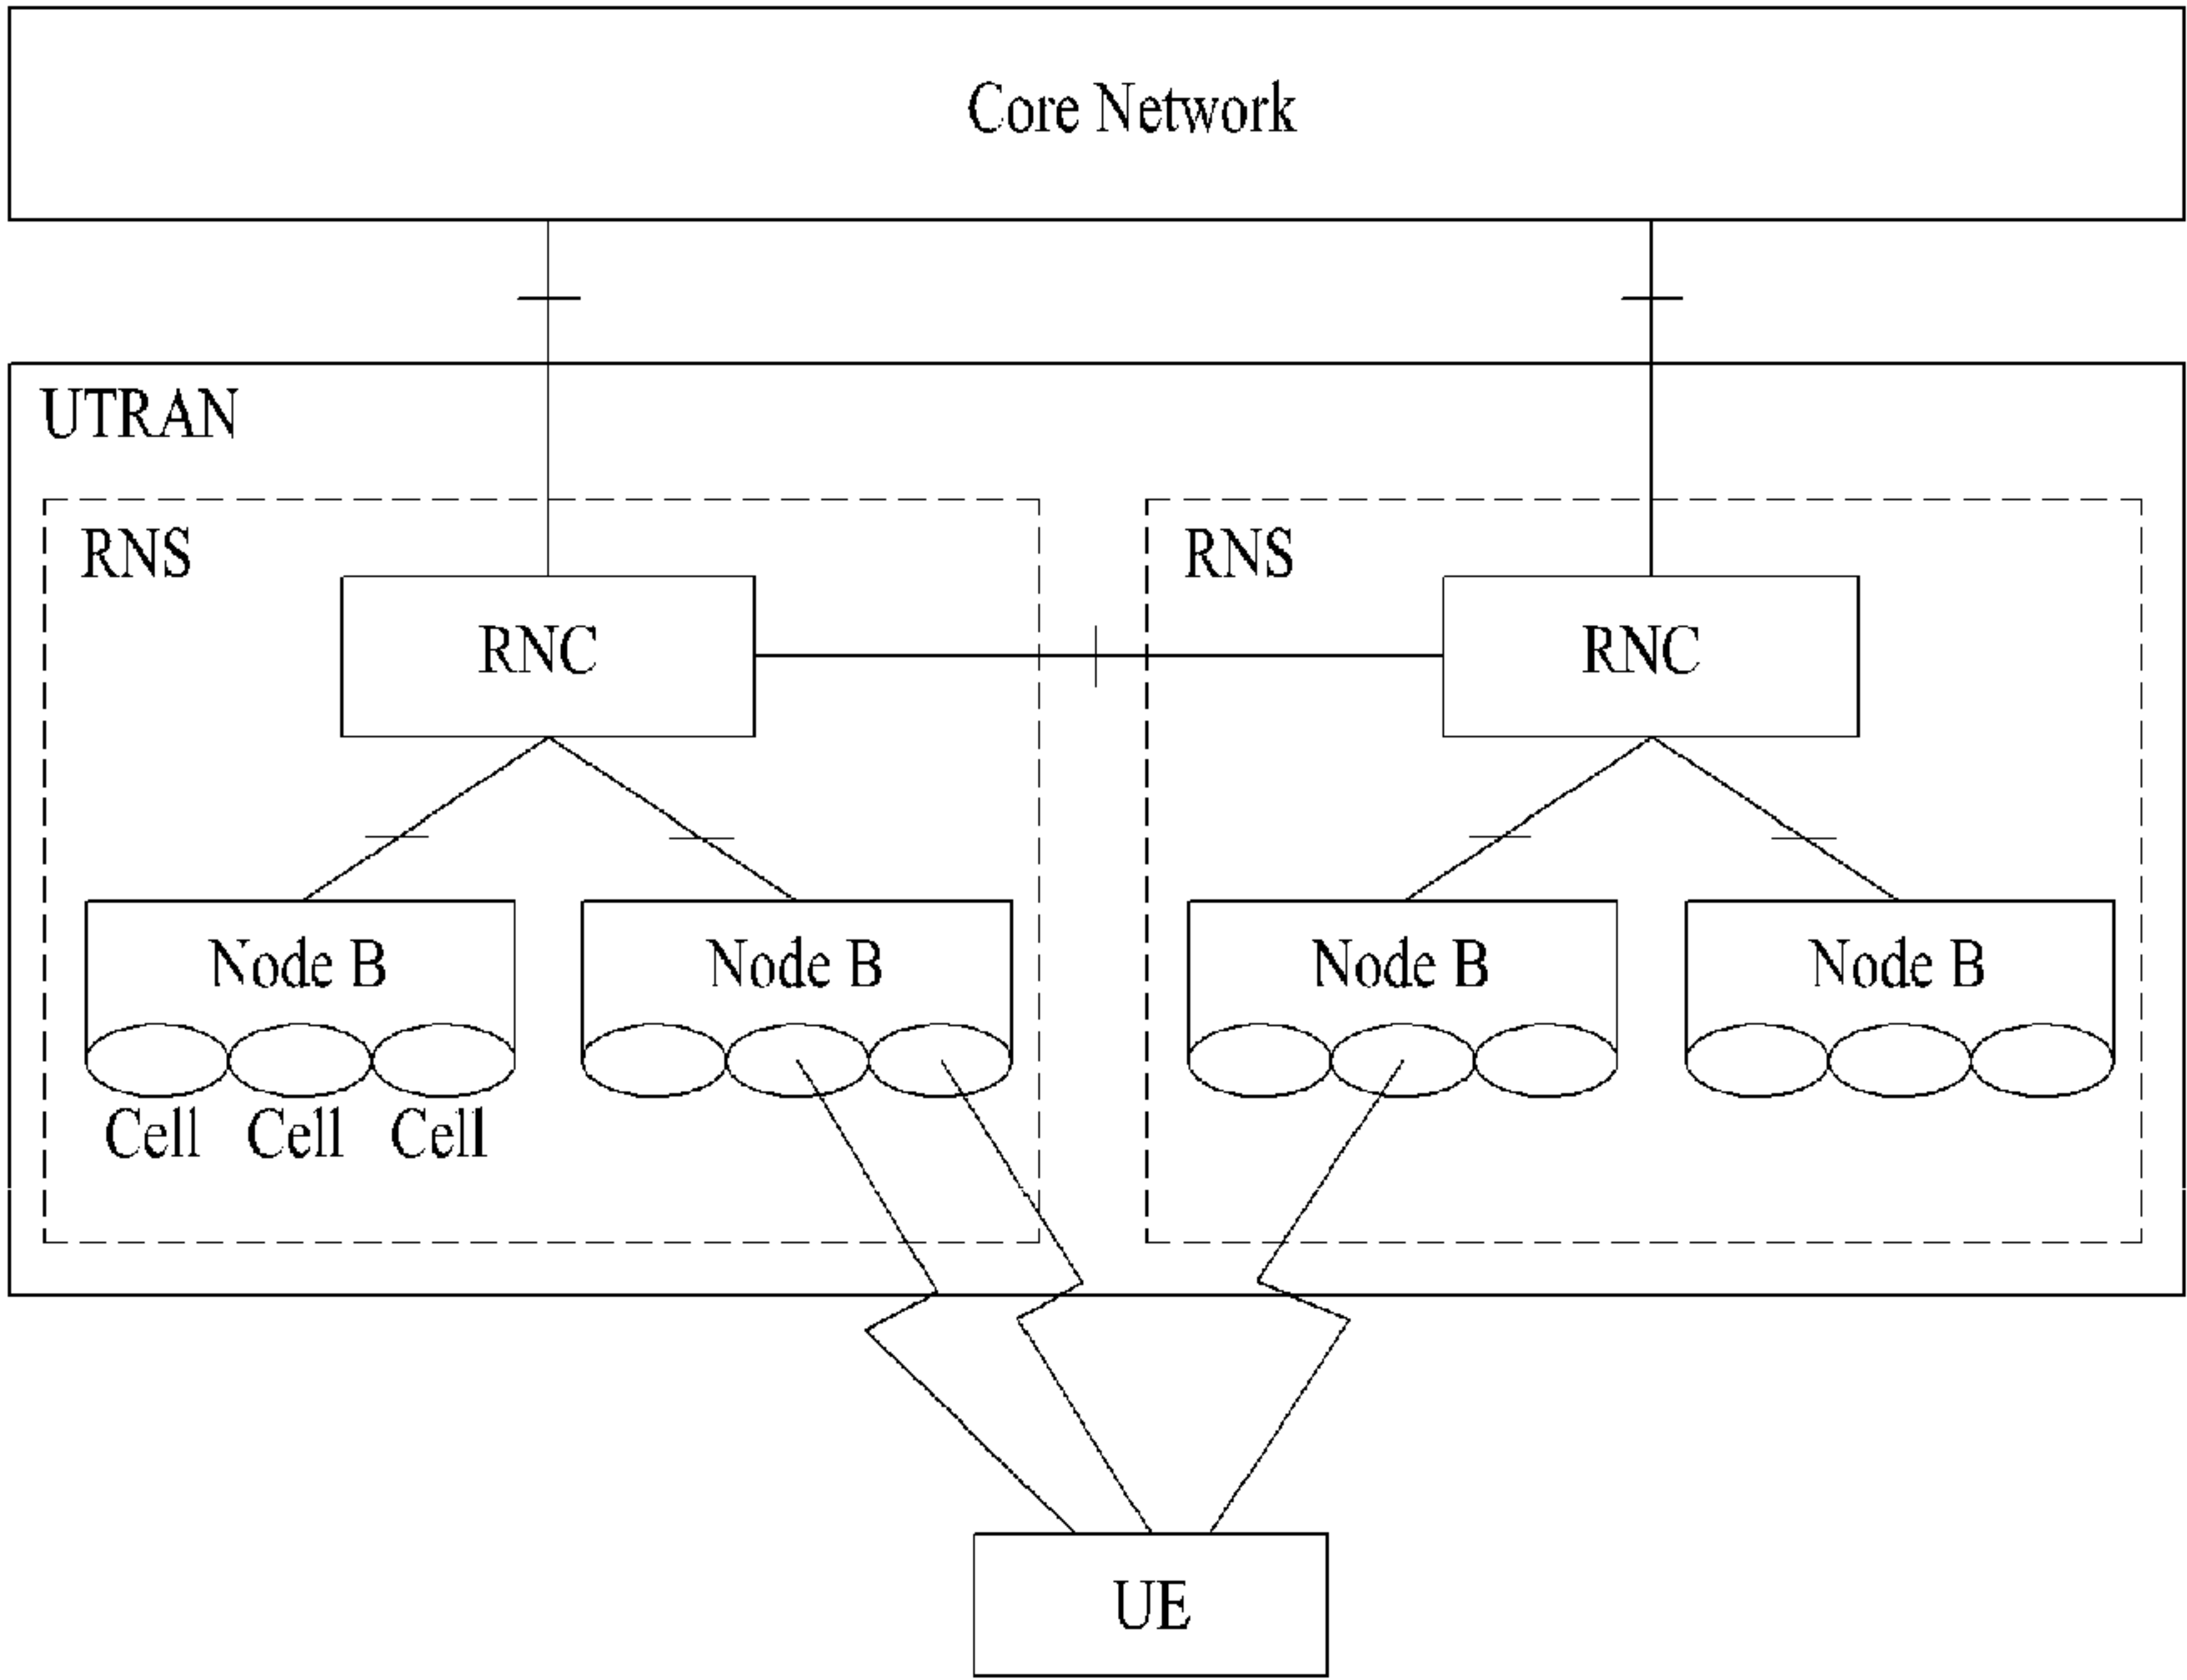 Core Network
UTRAN
RNS
RNS
RNC
RNC
Node B
Node B
Node B
Node B
Cell
Cell
Cell
UE